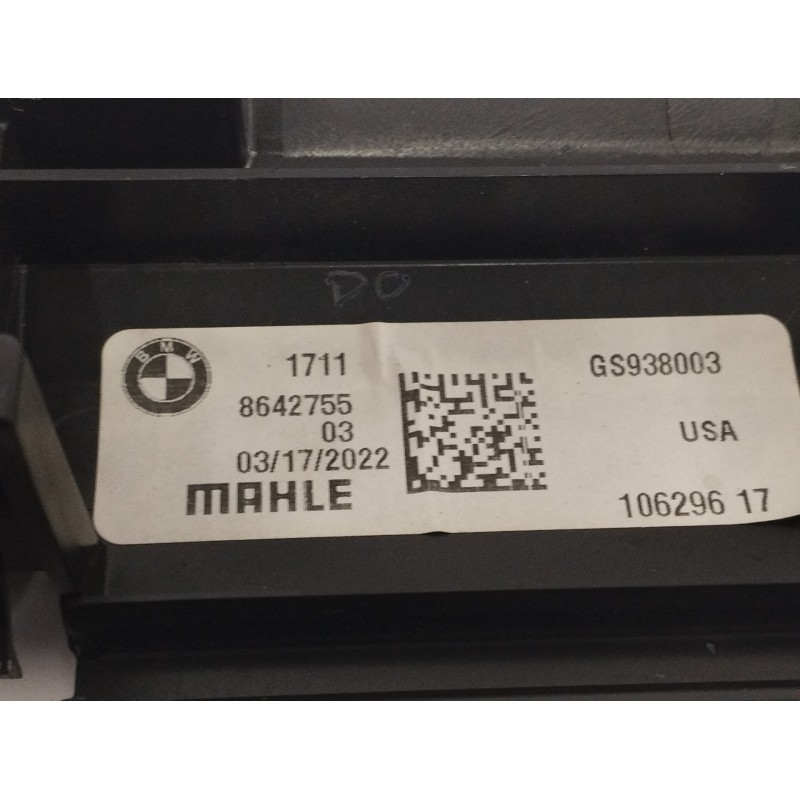 DO
BMW
1711
8642755
03
03/17/2022
MAHLE
GS938003
USA
106296 17